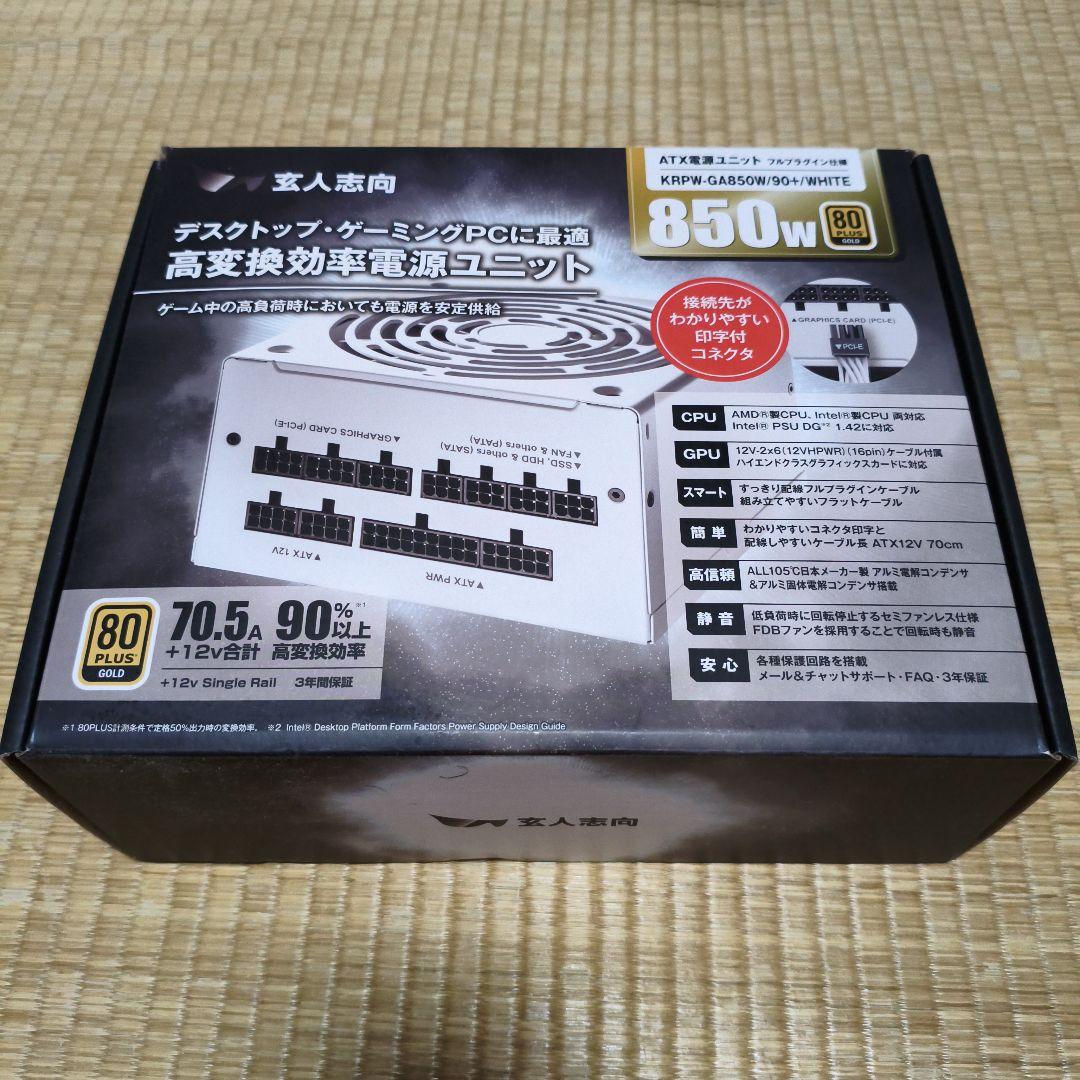 玄人志向
ATX電源ユニット フルプラグイン仕様
KRPW-GA850W/90+/WHITE
850W
80
PLUS
GOLD
デスクトップ・ゲーミングPCに最適
高変換効率電源ユニット
ゲーム中の高負荷時においても電源を安定供給
接続先が
わかりやすい
印字付
コネクタ
▲GRAPHICS CARD (PCI-E)
▼PCI-E
▲GRAPHICS CARD (PCI-E)
▲SSD, HDD & others (SATA)
▲FAN & others (PATA)
▼ATX 12V
▼ATX PWR
CPU AMD®製CPU、Intel®製CPU 両対応
Intel® PSU DG※2 1.42に対応
GPU 12V-2x6(12VHPWR)(16pin)ケーブル付属
ハイエンドクラスグラフィックスカードに対応
スマート すっきり配線フルプラグインケーブル
組み立てやすいフラットケーブル
簡単 わかりやすいコネクタ印字と
配線しやすいケーブル長 ATX12V 70cm
高信頼 ALL105℃日本メーカー製 アルミ電解コンデンサ
&アルミ固体電解コンデンサ搭載
静音 低負荷時に回転停止するセミファンレス仕様
FDBファンを採用することで回転時も静音
安心 各種保護回路を搭載
メール&チャットサポート・FAQ・3年保証
80
PLUS
GOLD
70.5A
+12v合計
90%以上※1
高変換効率
+12v Single Rail 3年間保証
※1 80PLUS計測条件で定格50%出力時の変換効率。 ※2 Intel® Desktop Platform Form Factors Power Supply Design Guide
玄人志向